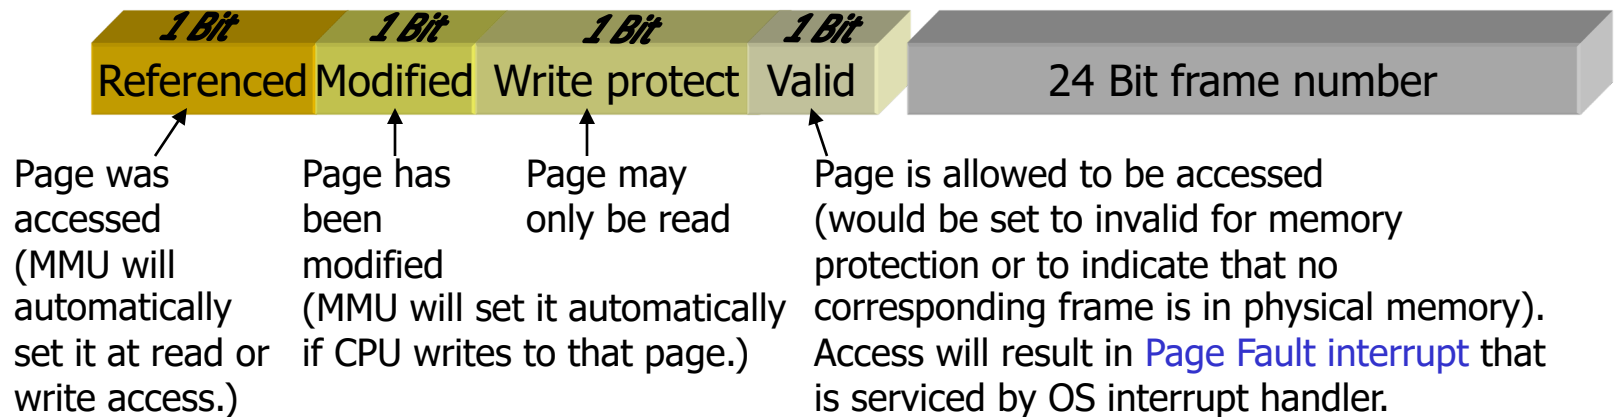 1 Bit 1 Bit 1 Bit 1 Bit
Referenced Modified Write protect Valid 24 Bit frame number
Page was
accessed
(MMU will
automatically
set it at read or
write access.)
Page has
been
modified
(MMU will set it automatically
if CPU writes to that page.)
Page may
only be read
Page is allowed to be accessed
(would be set to invalid for memory
protection or to indicate that no
corresponding frame is in physical memory).
Access will result in Page Fault interrupt that
is serviced by OS interrupt handler.